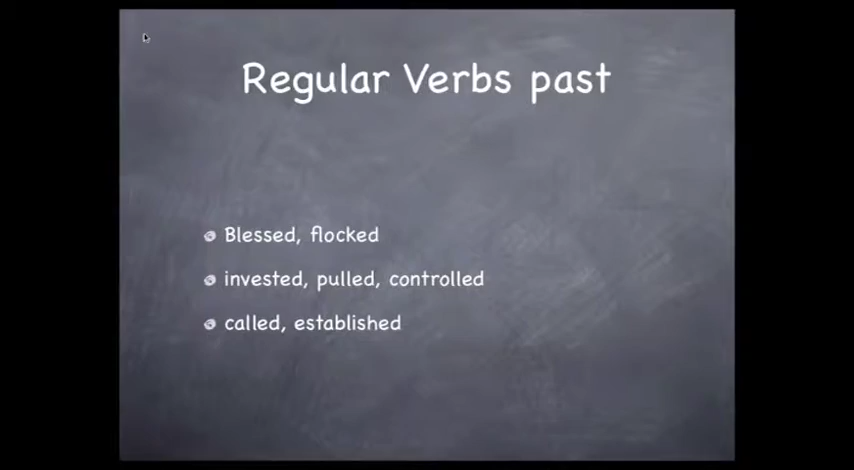 Regular Verbs past
Blessed, flocked
invested, pulled, controlled
called, established